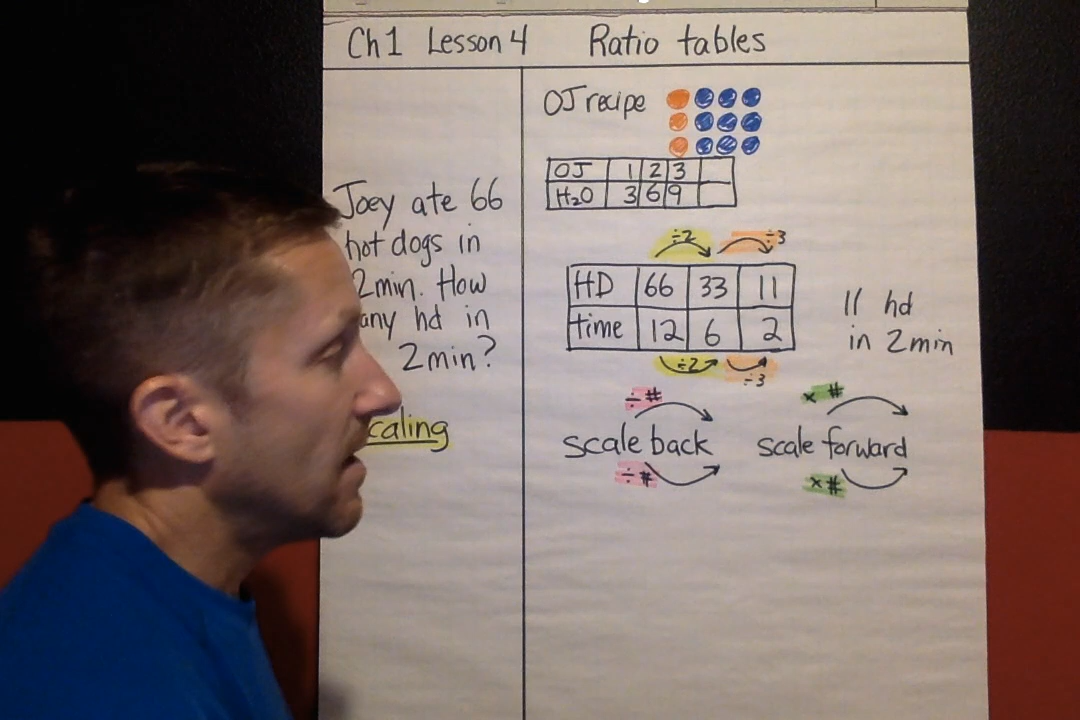 Ch1 Lesson 4 Ratio tables
Joey ate 66
hot dogs in
2min. How
any hd in
2min?
caling
OJ recipe
OJ 1 2 3
H₂O 3 6 9
÷2 ÷3
HD 66 33 11
time 12 6 2
÷2 ÷3
11 hd
in 2min
÷ # x #
scale back scale forward
÷ # x #